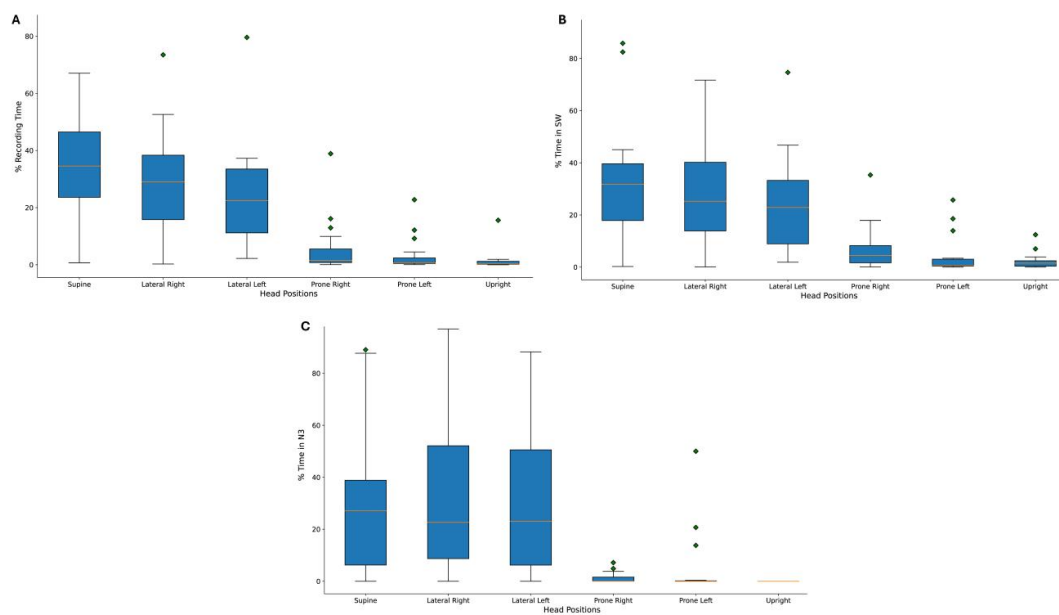 A
% Recording Time
80
60
40
20
0
Supine Lateral Right Lateral Left Prone Right Prone Left Upright
Head Positions
B
% Time in SW
80
60
40
20
0
Supine Lateral Right Lateral Left Prone Right Prone Left Upright
Head Positions
C
% Time in N3
80
60
40
20
0
Supine Lateral Right Lateral Left Prone Right Prone Left Upright
Head Positions